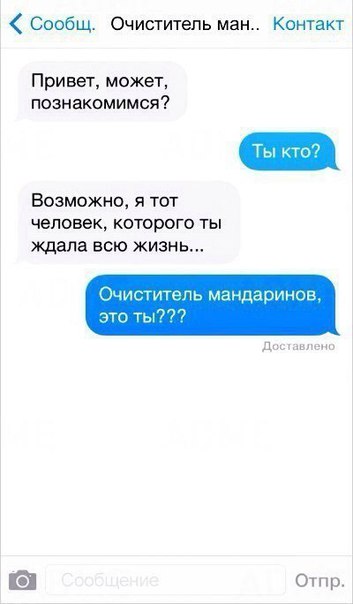 Сообщ. Очиститель ман.. Контакт
Привет, может,
познакомимся?
Ты кто?
Возможно, я тот
человек, которого ты
ждала всю жизнь...
Очиститель мандаринов,
это ты???
Доставлено
Сообщение Отпр.